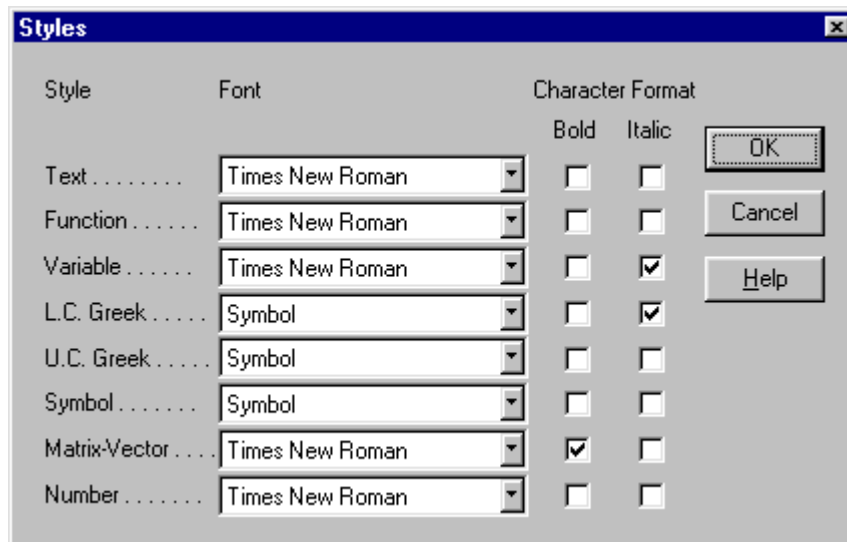 Styles
Style Font Character Format
Bold Italic
OK
Text . . . . . . . . Times New Roman
Cancel
Function . . . . . . Times New Roman
Variable . . . . . . Times New Roman
Help
L.C. Greek . . . . . Symbol
U.C. Greek . . . . . Symbol
Symbol . . . . . . . Symbol
Matrix-Vector . . . . Times New Roman
Number . . . . . . . Times New Roman